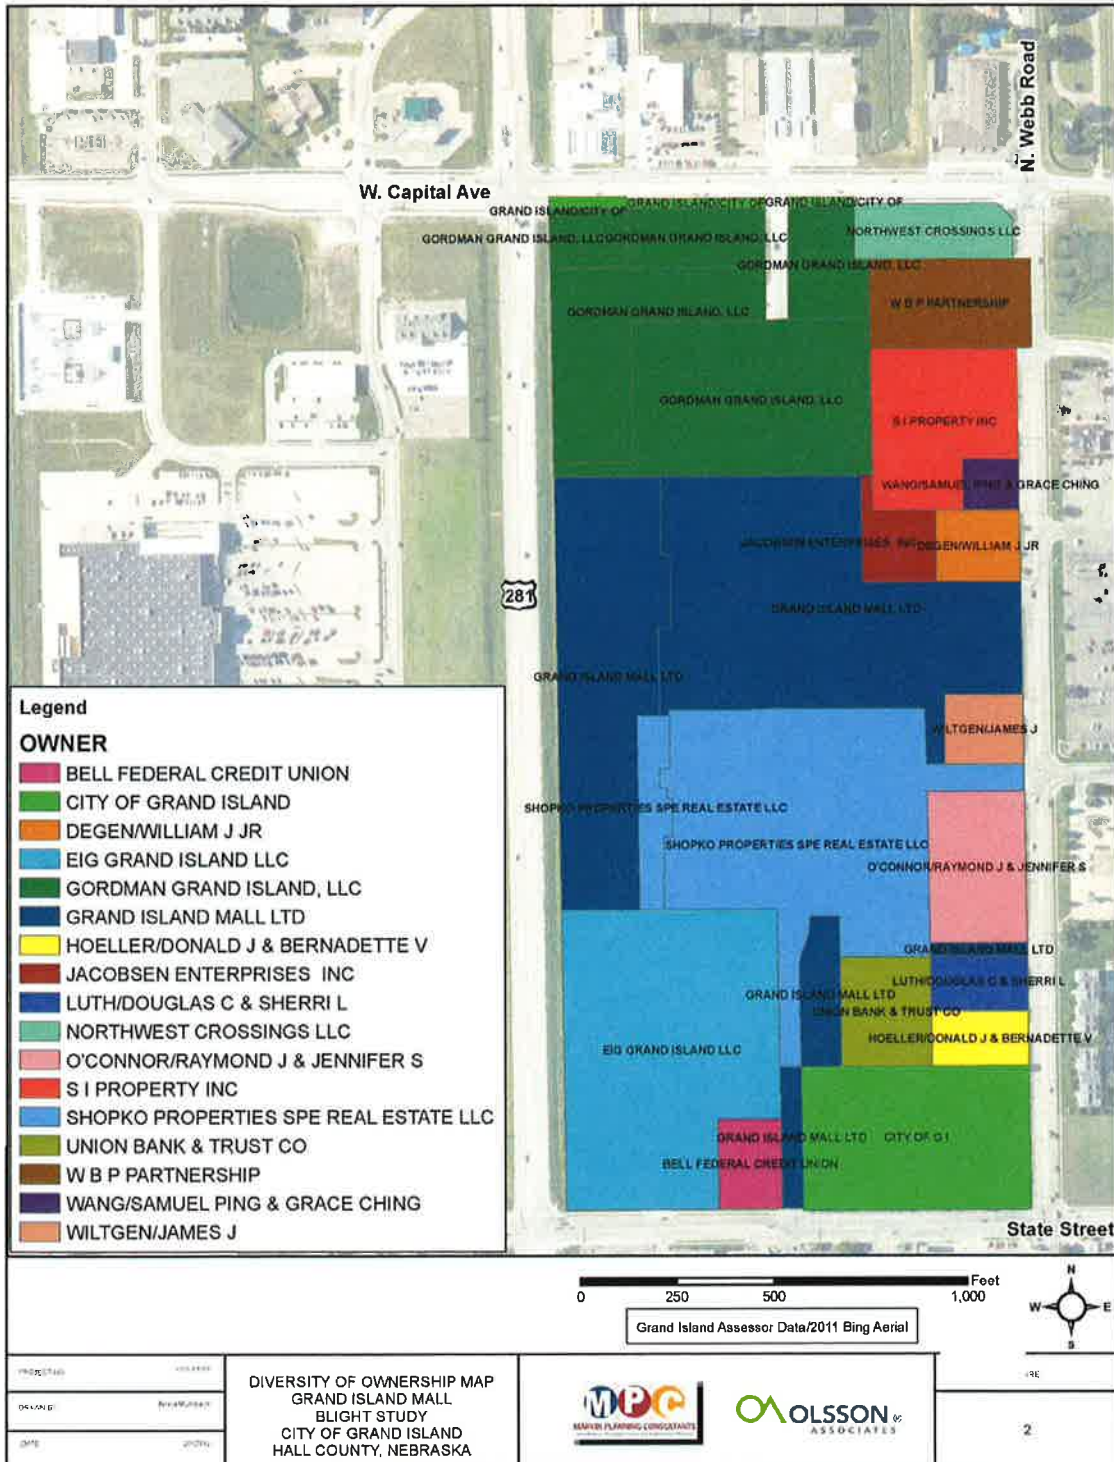 N. Webb Road
W. Capital Ave
GRAND ISLAND/CITY OF
GRAND ISLAND/CITY OF
GRAND ISLAND/CITY OF
GORDMAN GRAND ISLAND, LLC
GORDMAN GRAND ISLAND, LLC
NORTHWEST CROSSINGS LLC
GORDMAN GRAND ISLAND, LLC
GORDMAN GRAND ISLAND, LLC
W B P PARTNERSHIP
GORDMAN GRAND ISLAND, LLC
S I PROPERTY INC
WANG/SAMUEL PING & GRACE CHING
JACOBSEN ENTERPRISES INC
DEGEN/WILLIAM J JR
281
GRAND ISLAND MALL LTD
GRAND ISLAND MALL LTD
WILTGEN/JAMES J
SHOPKO PROPERTIES SPE REAL ESTATE LLC
SHOPKO PROPERTIES SPE REAL ESTATE LLC
O'CONNOR/RAYMOND J & JENNIFER S
GRAND ISLAND MALL LTD
LUTH/DOUGLAS C & SHERRI L
GRAND ISLAND MALL LTD
UNION BANK & TRUST CO
HOELLER/DONALD J & BERNADETTE V
EIG GRAND ISLAND LLC
GRAND ISLAND MALL LTD
CITY OF G I
BELL FEDERAL CREDIT UNION
State Street
Legend
OWNER
BELL FEDERAL CREDIT UNION
CITY OF GRAND ISLAND
DEGEN/WILLIAM J JR
EIG GRAND ISLAND LLC
GORDMAN GRAND ISLAND, LLC
GRAND ISLAND MALL LTD
HOELLER/DONALD J & BERNADETTE V
JACOBSEN ENTERPRISES INC
LUTH/DOUGLAS C & SHERRI L
NORTHWEST CROSSINGS LLC
O'CONNOR/RAYMOND J & JENNIFER S
S I PROPERTY INC
SHOPKO PROPERTIES SPE REAL ESTATE LLC
UNION BANK & TRUST CO
W B P PARTNERSHIP
WANG/SAMUEL PING & GRACE CHING
WILTGEN/JAMES J
Feet
0 250 500 1,000
Grand Island Assessor Data/2011 Bing Aerial
N
W E
S
DIVERSITY OF OWNERSHIP MAP
GRAND ISLAND MALL
BLIGHT STUDY
CITY OF GRAND ISLAND
HALL COUNTY, NEBRASKA
MPC
MARVIN PLANNING CONSULTANTS
OLSSON ®
ASSOCIATES
2